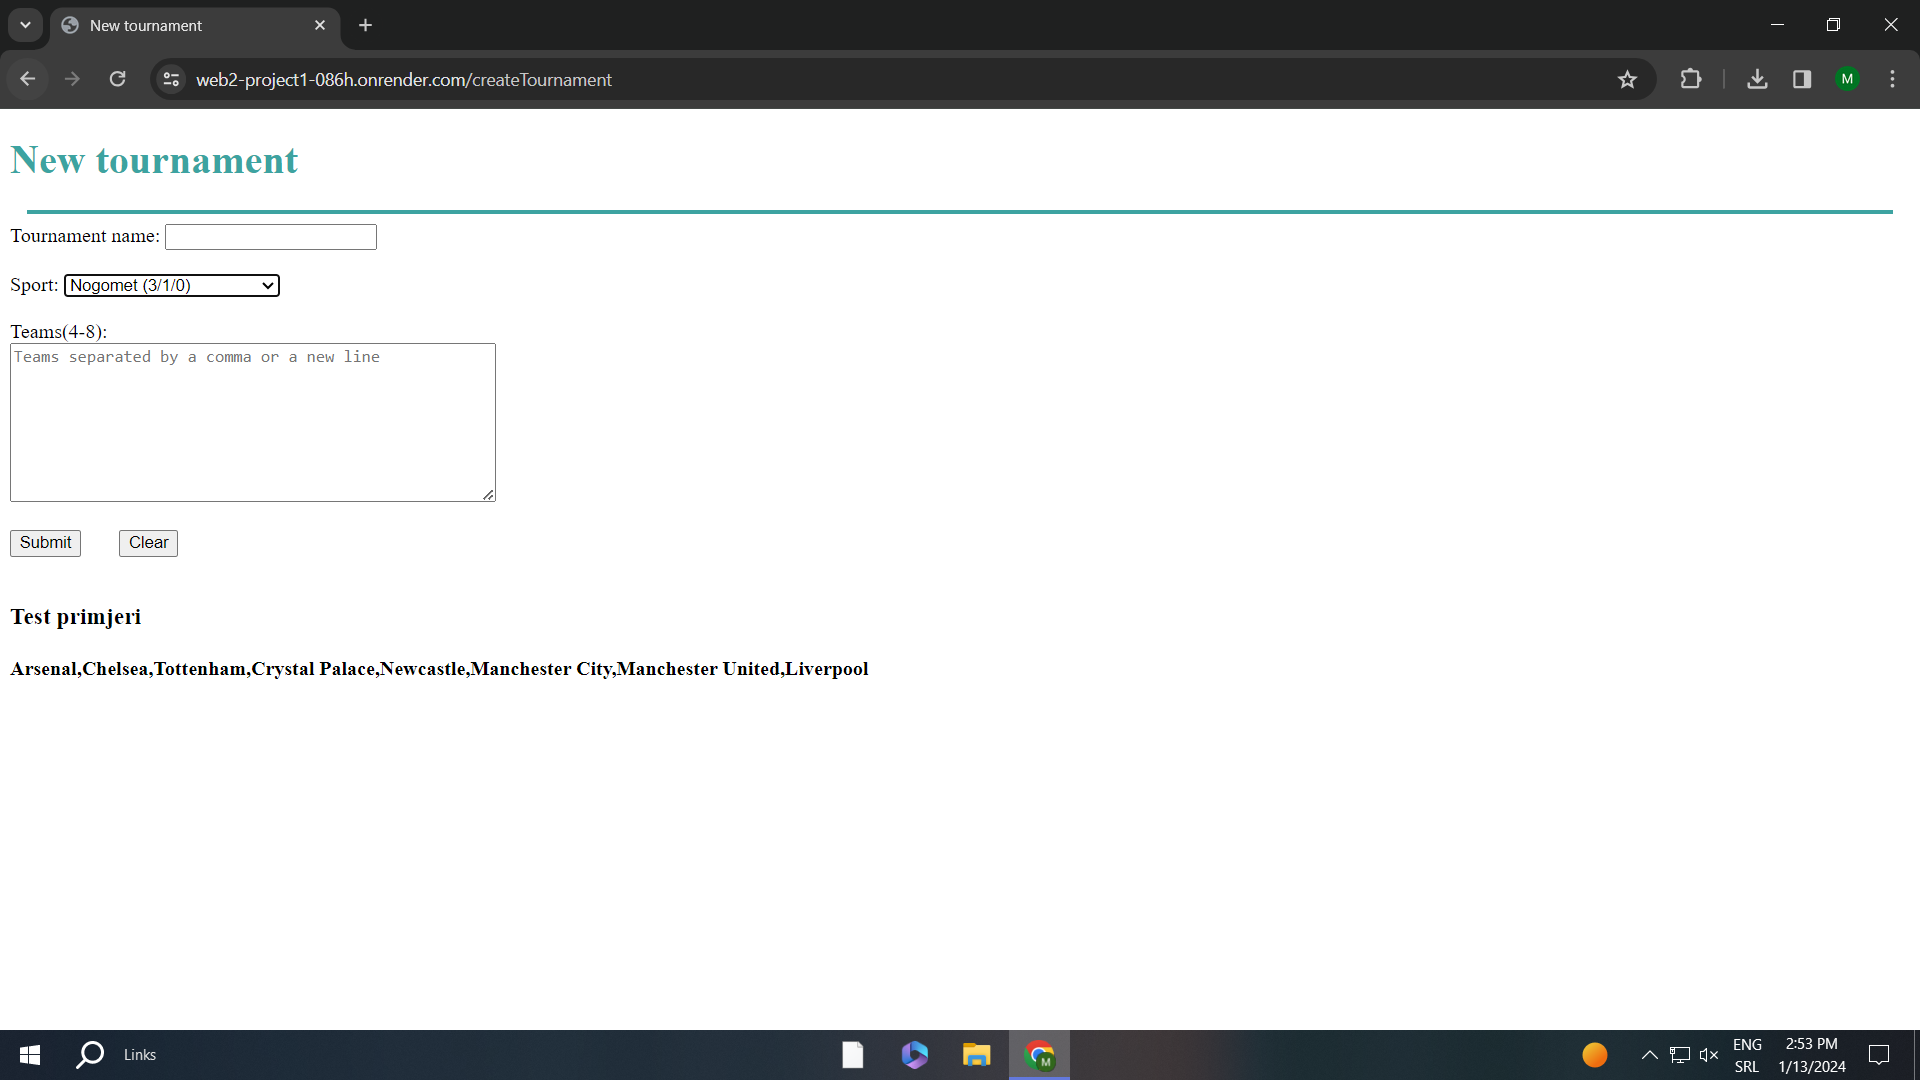 New tournament
web2-project1-086h.onrender.com/createTournament
M
New tournament
Tournament name:
Sport: Nogomet (3/1/0)
Teams(4-8):
Teams separated by a comma or a new line
Submit Clear
Test primjeri
Arsenal,Chelsea,Tottenham,Crystal Palace,Newcastle,Manchester City,Manchester United,Liverpool
Links
M
ENG
SRL
2:53 PM
1/13/2024